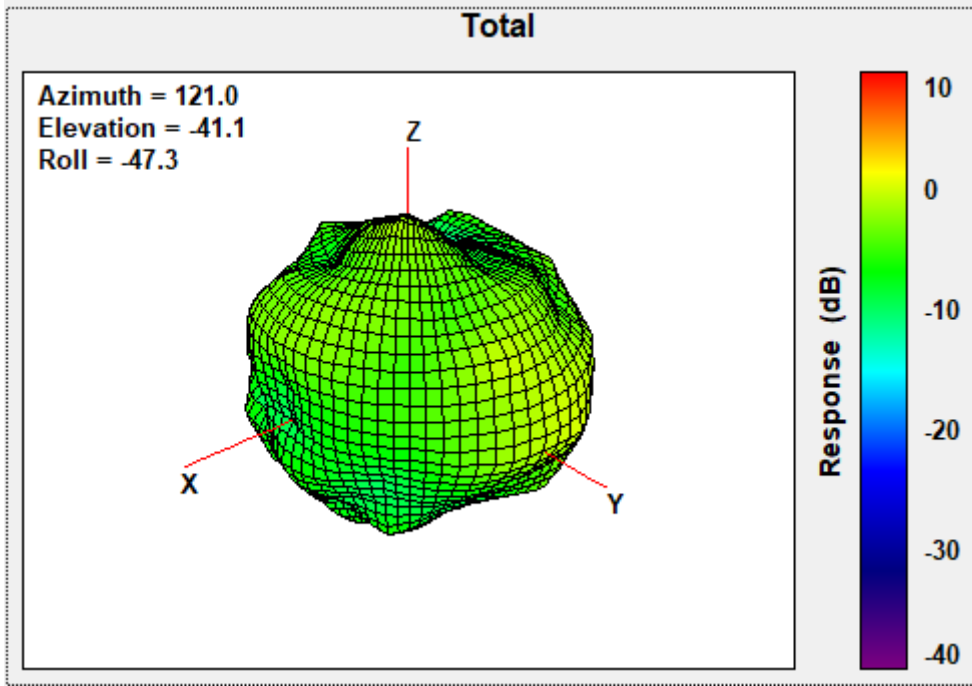 Total
Azimuth = 121.0
Elevation = -41.1
Roll = -47.3
Z
X
Y
Response (dB)
10
0
-10
-20
-30
-40